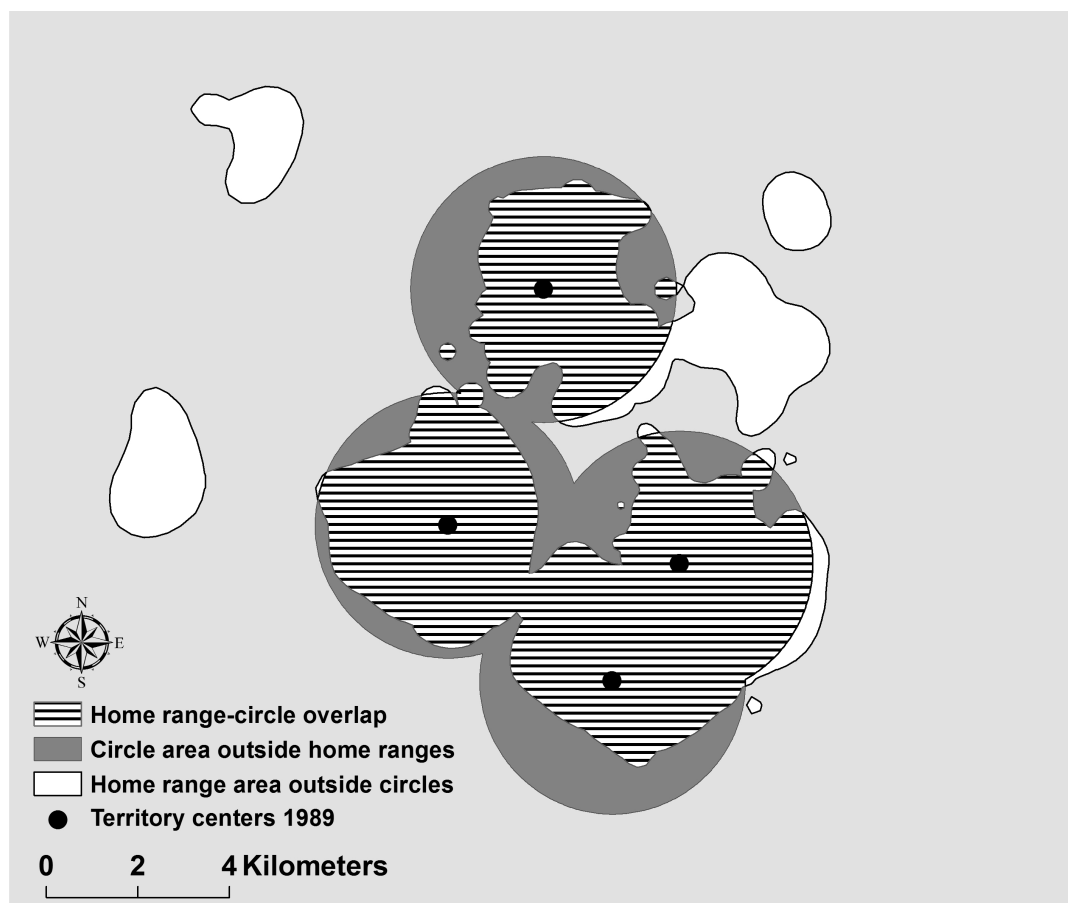 N
W E
S
Home range-circle overlap
Circle area outside home ranges
Home range area outside circles
Territory centers 1989
0 2 4 Kilometers